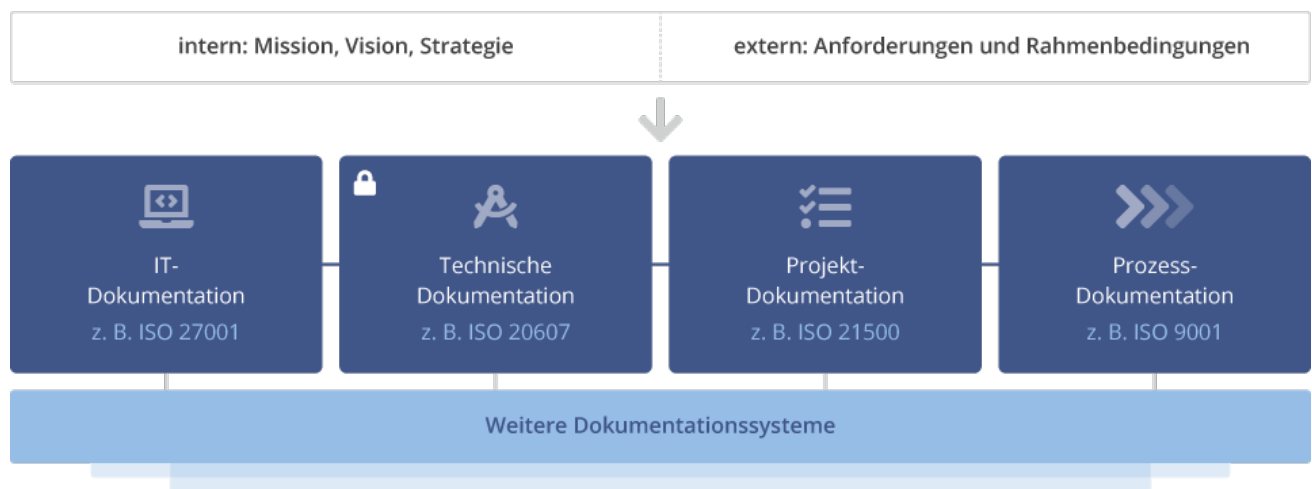 intern: Mission, Vision, Strategie
extern: Anforderungen und Rahmenbedingungen
IT-
Dokumentation
z. B. ISO 27001
Technische
Dokumentation
z. B. ISO 20607
Projekt-
Dokumentation
z. B. ISO 21500
Prozess-
Dokumentation
z. B. ISO 9001
Weitere Dokumentationssysteme